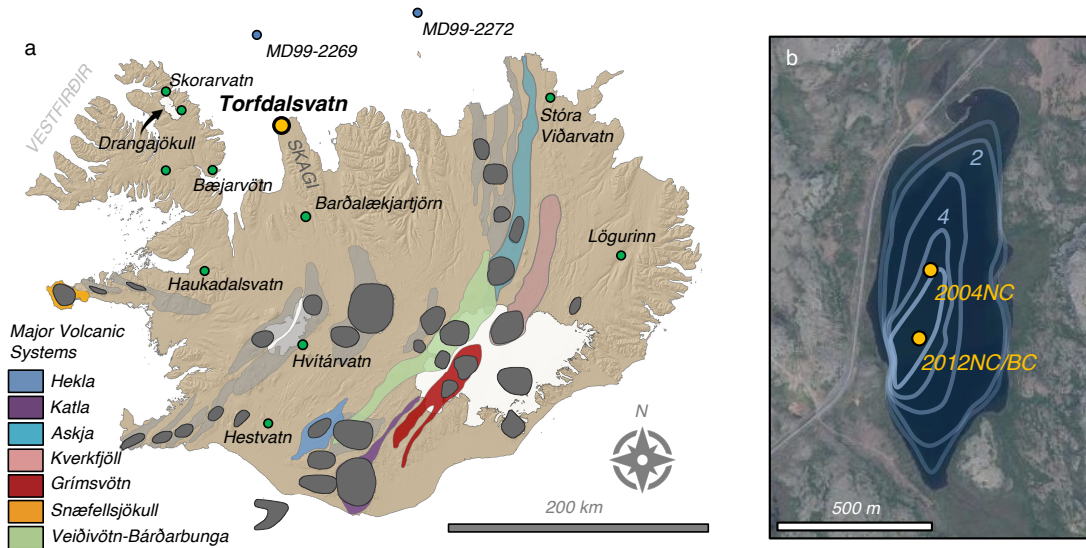 a
MD99-2269
MD99-2272
VESTFIRÐIR
Skorarvatn
Torfdalsvatn
Drangajökull
SKAGI
Stóra
Viðarvatn
Bæjarvötn
Barðalækjartjörn
Lögurinn
Haukadalsvatn
Hvítárvatn
Hestvatn
Major Volcanic
Systems
Hekla
Katla
Askja
Kverkfjöll
Grímsvötn
Snæfellsjökull
Veiðivötn-Bárðarbunga
N
200 km
b
2
4
2004NC
2012NC/BC
500 m